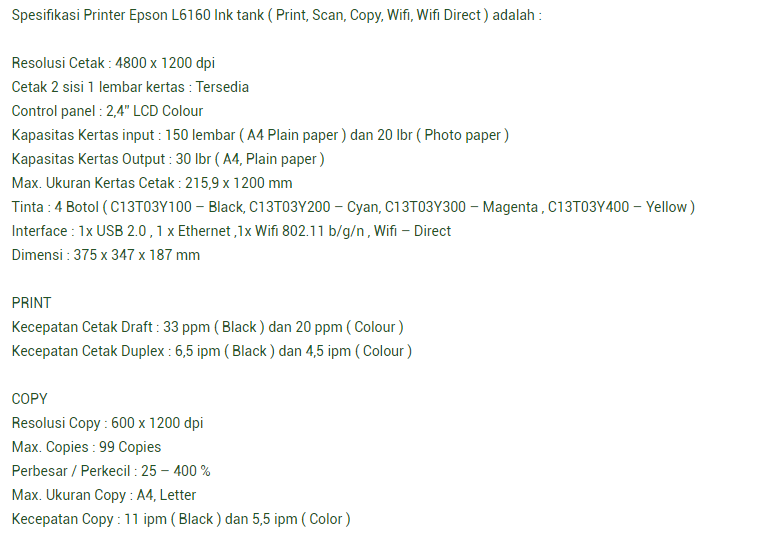 Spesifikasi Printer Epson L6160 Ink tank ( Print, Scan, Copy, Wifi, Wifi Direct ) adalah :
Resolusi Cetak : 4800 x 1200 dpi
Cetak 2 sisi 1 lembar kertas : Tersedia
Control panel : 2,4″ LCD Colour
Kapasitas Kertas input : 150 lembar ( A4 Plain paper ) dan 20 lbr ( Photo paper )
Kapasitas Kertas Output : 30 lbr ( A4, Plain paper )
Max. Ukuran Kertas Cetak : 215,9 x 1200 mm
Tinta : 4 Botol ( C13T03Y100 – Black, C13T03Y200 – Cyan, C13T03Y300 – Magenta , C13T03Y400 – Yellow )
Interface : 1x USB 2.0 , 1 x Ethernet ,1x Wifi 802.11 b/g/n , Wifi – Direct
Dimensi : 375 x 347 x 187 mm
PRINT
Kecepatan Cetak Draft : 33 ppm ( Black ) dan 20 ppm ( Colour )
Kecepatan Cetak Duplex : 6,5 ipm ( Black ) dan 4,5 ipm ( Colour )
COPY
Resolusi Copy : 600 x 1200 dpi
Max. Copies : 99 Copies
Perbesar / Perkecil : 25 – 400 %
Max. Ukuran Copy : A4, Letter
Kecepatan Copy : 11 ipm ( Black ) dan 5,5 ipm ( Color )